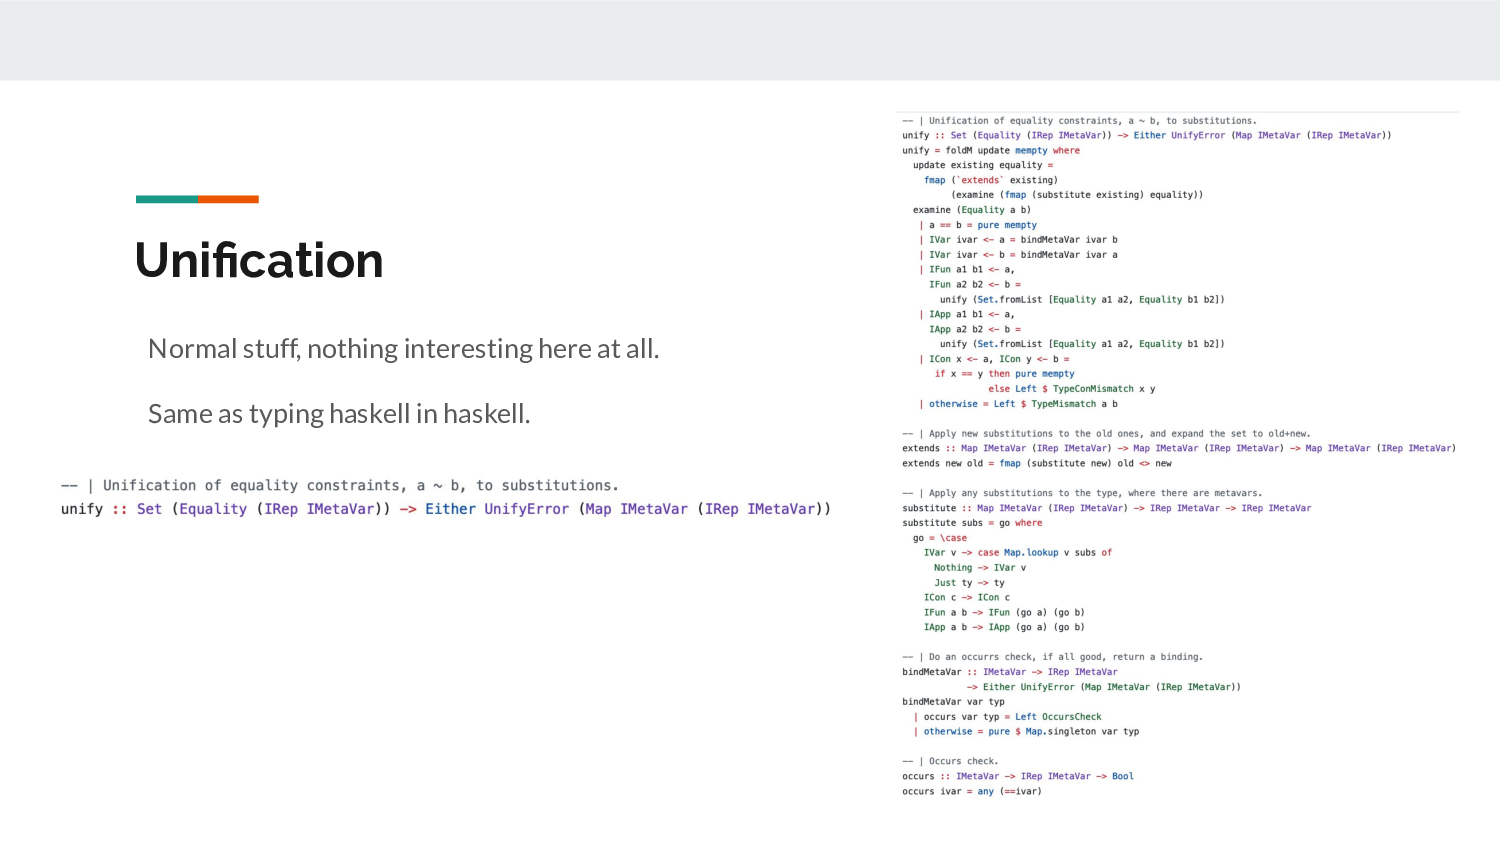 Unification
Normal stuff, nothing interesting here at all.
Same as typing haskell in haskell.
-- | Unification of equality constraints, a ~ b, to substitutions.
unify :: Set (Equality (IRep IMetaVar)) -> Either UnifyError (Map IMetaVar (IRep IMetaVar))
-- | Unification of equality constraints, a ~ b, to substitutions.
unify :: Set (Equality (IRep IMetaVar)) -> Either UnifyError (Map IMetaVar (IRep IMetaVar))
unify = foldM update mempty where
  update existing equality =
    fmap (`extends` existing)
         (examine (fmap (substitute existing) equality))
  examine (Equality a b)
   | a == b = pure mempty
   | IVar ivar <- a = bindMetaVar ivar b
   | IVar ivar <- b = bindMetaVar ivar a
   | IFun a1 b1 <- a,
     IFun a2 b2 <- b =
       unify (Set.fromList [Equality a1 a2, Equality b1 b2])
   | IApp a1 b1 <- a,
     IApp a2 b2 <- b =
       unify (Set.fromList [Equality a1 a2, Equality b1 b2])
   | ICon x <- a, ICon y <- b =
      if x == y then pure mempty
                else Left $ TypeConMismatch x y
   | otherwise = Left $ TypeMismatch a b
-- | Apply new substitutions to the old ones, and expand the set to old+new.
extends :: Map IMetaVar (IRep IMetaVar) -> Map IMetaVar (IRep IMetaVar) -> Map IMetaVar (IRep IMetaVar)
extends new old = fmap (substitute new) old <> new
-- | Apply any substitutions to the type, where there are metavars.
substitute :: Map IMetaVar (IRep IMetaVar) -> IRep IMetaVar -> IRep IMetaVar
substitute subs = go where
  go = \case
    IVar v -> case Map.lookup v subs of
      Nothing -> IVar v
      Just ty -> ty
    ICon c -> ICon c
    IFun a b -> IFun (go a) (go b)
    IApp a b -> IApp (go a) (go b)
-- | Do an occurrs check, if all good, return a binding.
bindMetaVar :: IMetaVar -> IRep IMetaVar
            -> Either UnifyError (Map IMetaVar (IRep IMetaVar))
bindMetaVar var typ
  | occurs var typ = Left OccursCheck
  | otherwise = pure $ Map.singleton var typ
-- | Occurs check.
occurs :: IMetaVar -> IRep IMetaVar -> Bool
occurs ivar = any (==ivar)